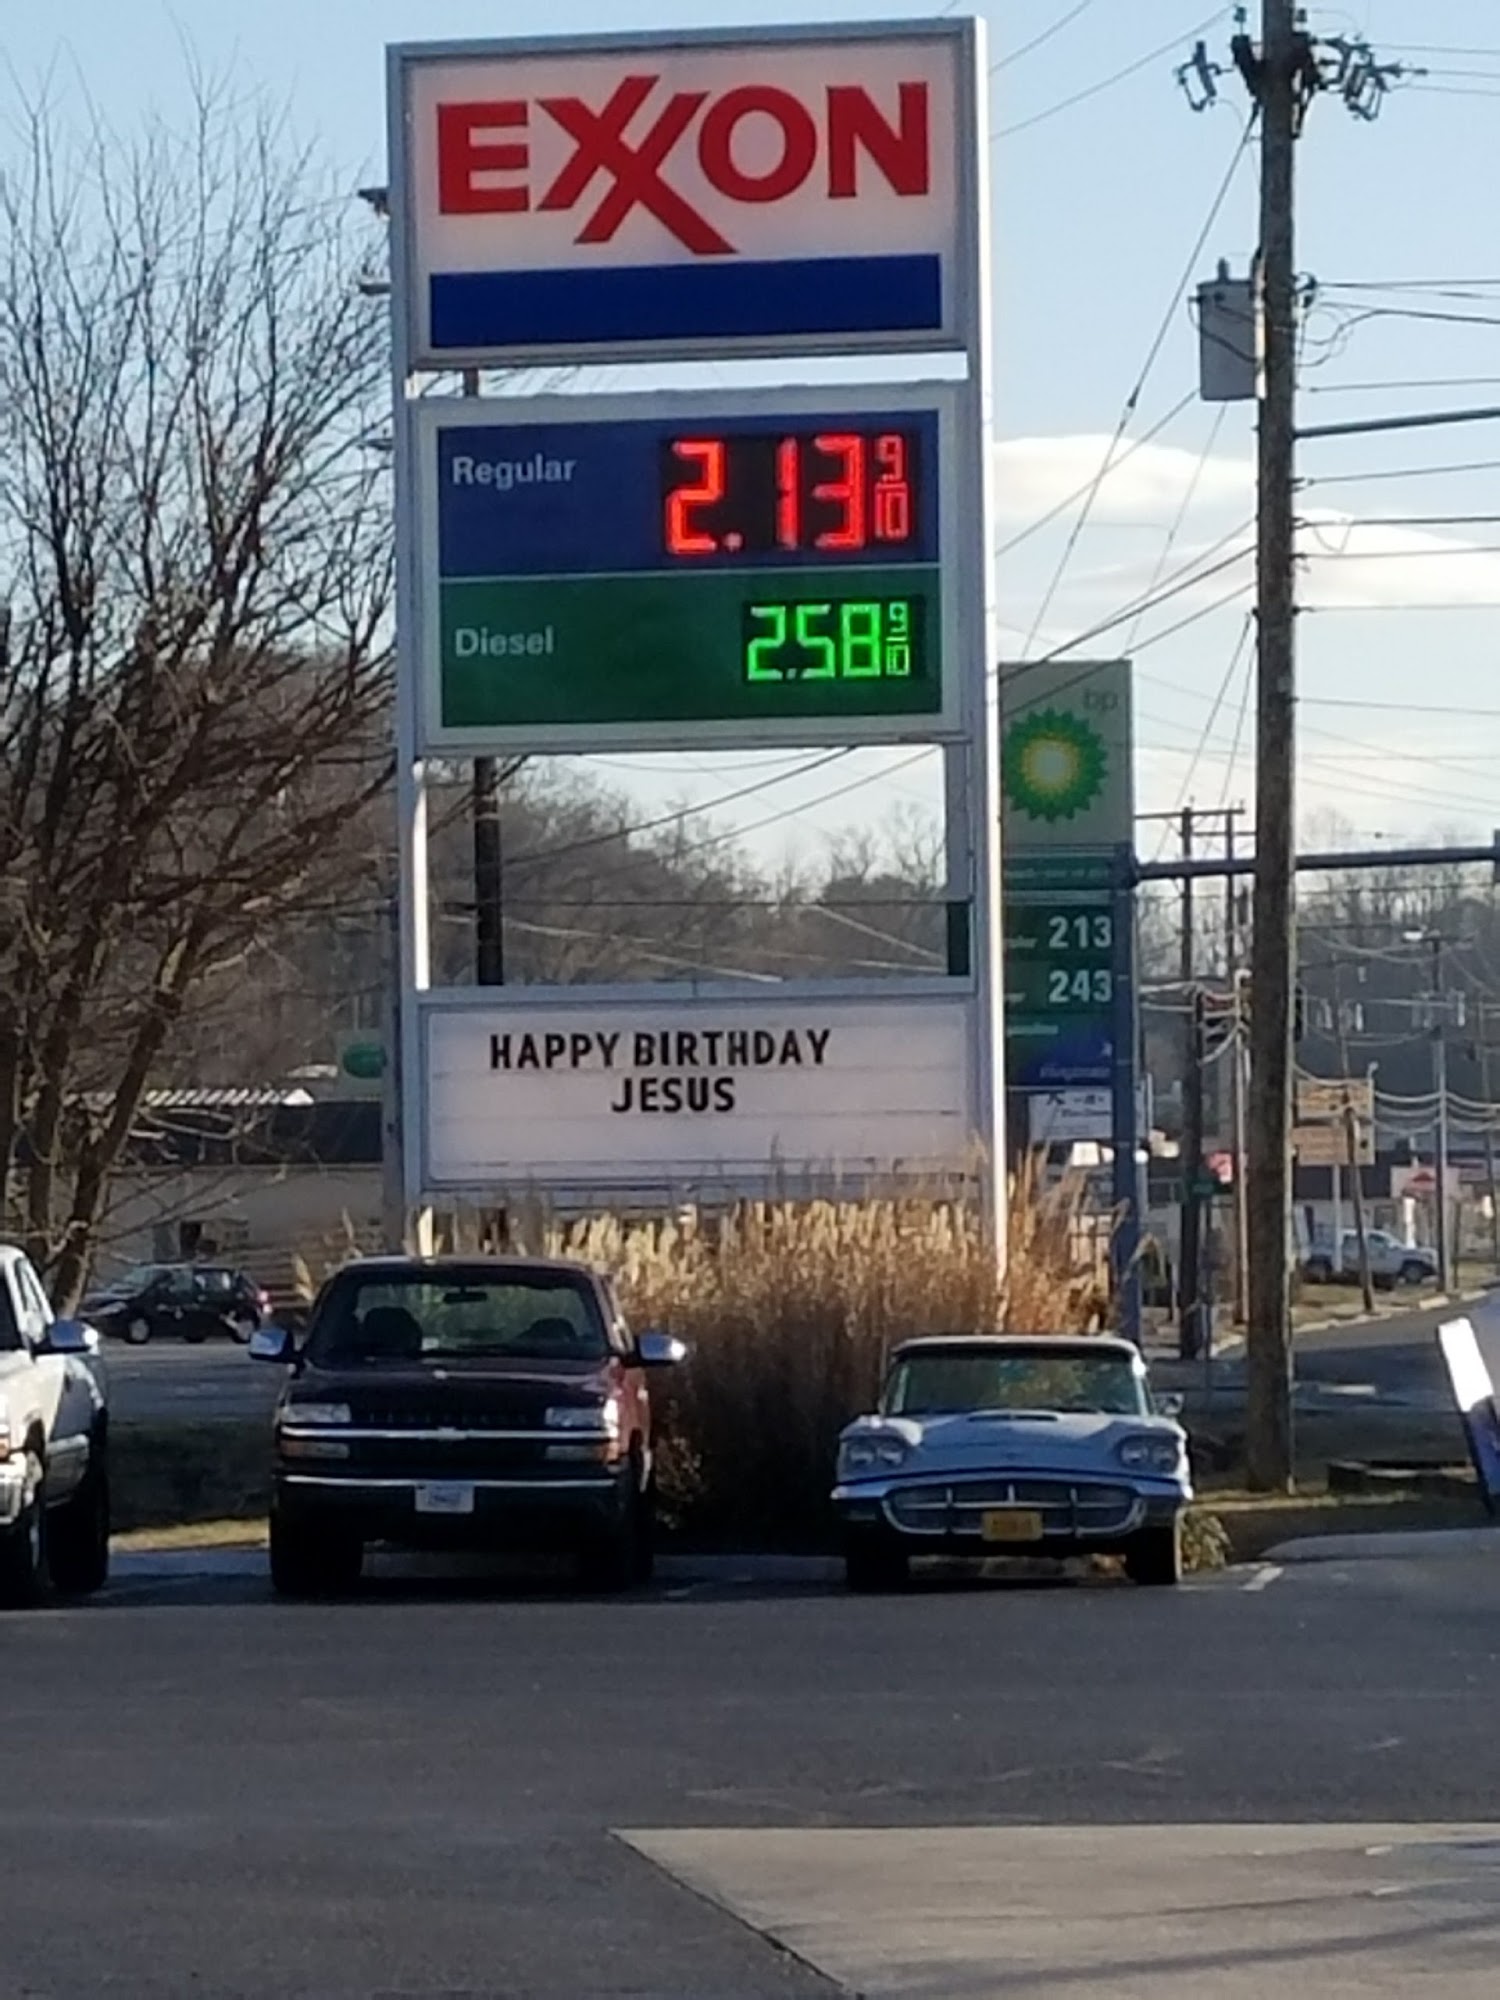 EXXON
Regular 2.13 9/10
Diesel 2.58 9/10
HAPPY BIRTHDAY
JESUS
bp
213
243